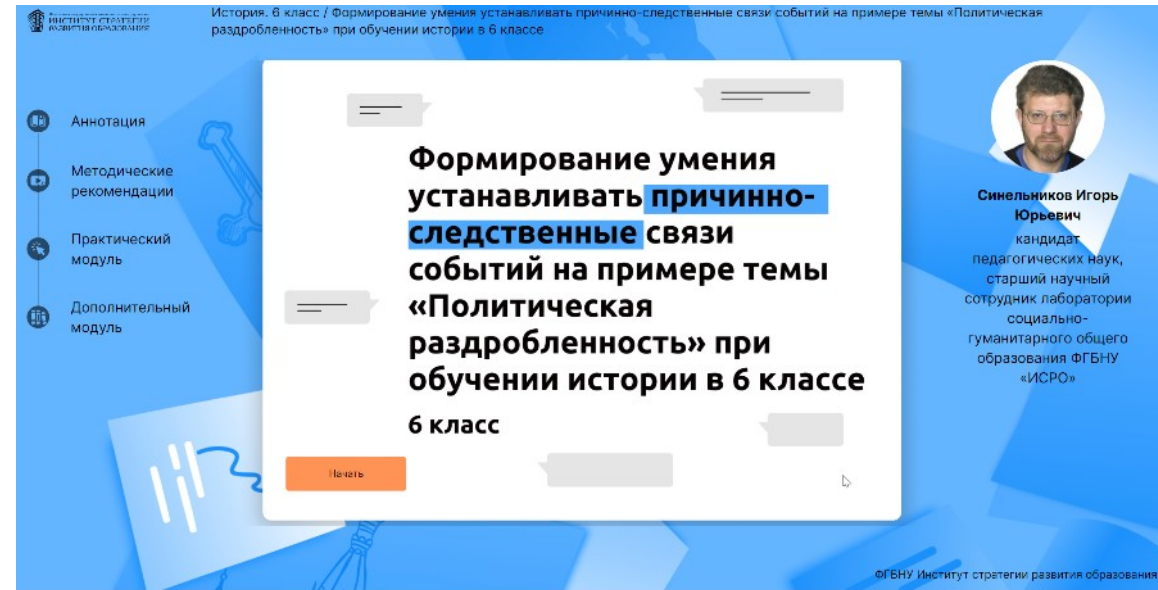 ИНСТИТУТ СТРАТЕГИИ
РАЗВИТИЯ ОБРАЗОВАНИЯ
История. 6 класс / Формирование умения устанавливать причинно-следственные связи событий на примере темы «Политическая
раздробленность» при обучении истории в 6 классе
Аннотация
Методические
рекомендации
Практический
модуль
Дополнительный
модуль
Формирование умения
устанавливать причинно-
следственные связи
событий на примере темы
«Политическая
раздробленность» при
обучении истории в 6 классе
6 класс
Начать
Синельников Игорь
Юрьевич
кандидат
педагогических наук,
старший научный
сотрудник лаборатории
социально-
гуманитарного общего
образования ФГБНУ
«ИСРО»
ФГБНУ Институт стратегии развития образования